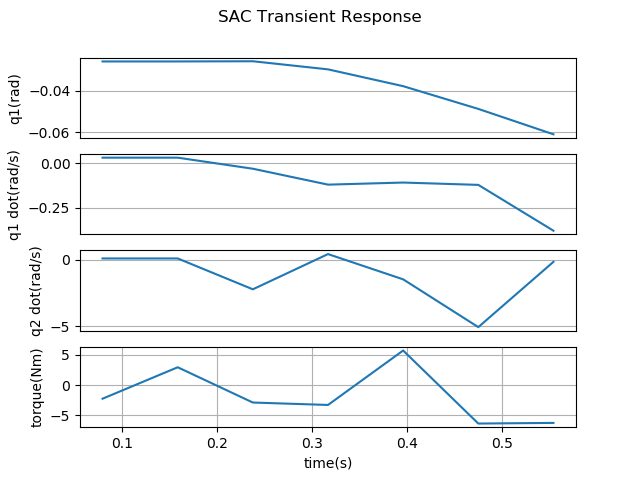 SAC Transient Response
q1(rad)
−0.04
−0.06
q1 dot(rad/s)
0.00
−0.25
q2 dot(rad/s)
0
−5
torque(Nm)
5
0
−5
0.1 0.2 0.3 0.4 0.5
time(s)